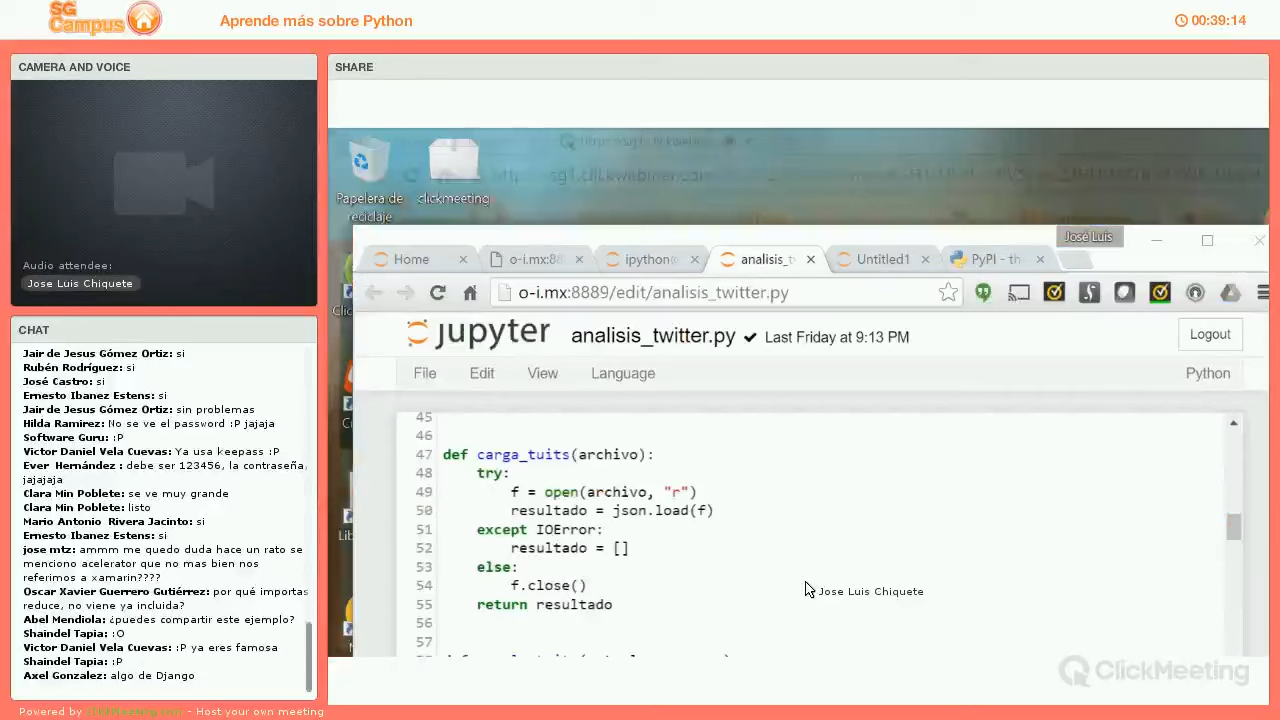 SG
Campus
Aprende más sobre Python
00:39:14
CAMERA AND VOICE
Audio attendee:
Jose Luis Chiquete
CHAT
Jair de Jesus Gómez Ortiz: si
Rubén Rodríguez: si
José Castro: si
Ernesto Ibanez Estens: si
Jair de Jesus Gómez Ortiz: sin problemas
Hilda Ramirez: No se ve el password :P jajaja
Software Guru: :P
Victor Daniel Vela Cuevas: Ya usa keepass :P
Ever Hernández : debe ser 123456, la contraseña,
jajajaja
Clara Min Poblete: se ve muy grande
Clara Min Poblete: listo
Mario Antonio Rivera Jacinto: si
Ernesto Ibanez Estens: si
jose mtz: ammm me quedo duda hace un rato se
menciono acelerator que no mas bien nos
referimos a xamarin????
Oscar Xavier Guerrero Gutiérrez: por qué importas
reduce, no viene ya incluida?
Abel Mendiola: ¿puedes compartir este ejemplo?
Shaindel Tapia: :O
Victor Daniel Vela Cuevas: :P ya eres famosa
Shaindel Tapia: :P
Axel Gonzalez: algo de Django
Powered by ClickMeeting.com - Host your own meeting
SHARE
Papelera de
reciclaje
clickmeeting
José Luis
Home
o-i.mx:88
ipython@
analisis_t
Untitled1
PyPI - th
o-i.mx:8889/edit/analisis_twitter.py
jupyter analisis_twitter.py Last Friday at 9:13 PM
Logout
File Edit View Language
Python
45
46
47 def carga_tuits(archivo):
48 try:
49 f = open(archivo, "r")
50 resultado = json.load(f)
51 except IOError:
52 resultado = []
53 else:
54 f.close()
55 return resultado
56
57
Jose Luis Chiquete
ClickMeeting